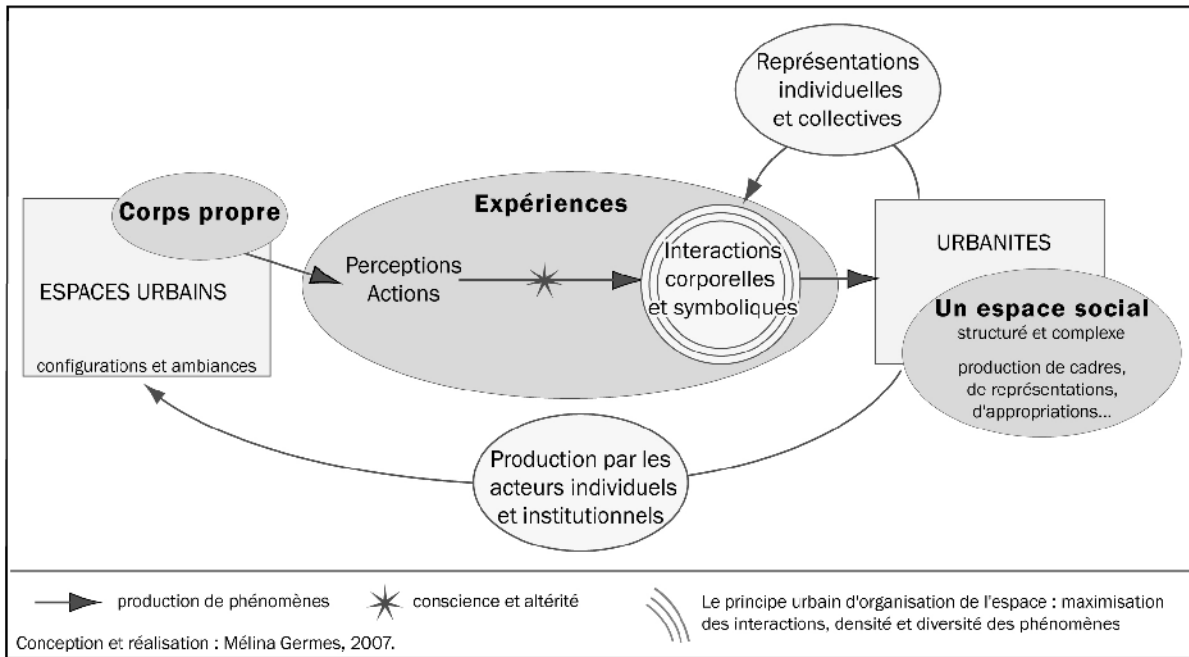 Représentations
individuelles
et collectives
Corps propre
ESPACES URBAINS
configurations et ambiances
Expériences
Perceptions
Actions
Interactions
corporelles
et symboliques
URBANITES
Un espace social
structuré et complexe
production de cadres,
de représentations,
d'appropriations...
Production par les
acteurs individuels
et institutionnels
production de phénomènes
conscience et altérité
Le principe urbain d'organisation de l'espace : maximisation
des interactions, densité et diversité des phénomènes
Conception et réalisation : Mélina Germes, 2007.